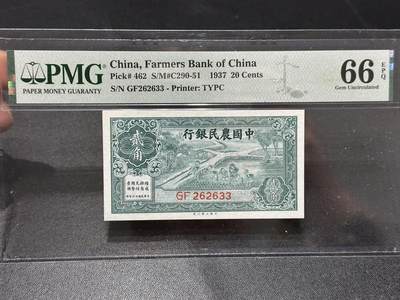 PMG
PAPER MONEY GUARANTY
China, Farmers Bank of China
Pick# 462 S/M#C290-51 1937 20 Cents
S/N GF262633 - Printer: TYPC
66 EPQ
Gem Uncirculated
行銀民農國中
貳角
GF 262633